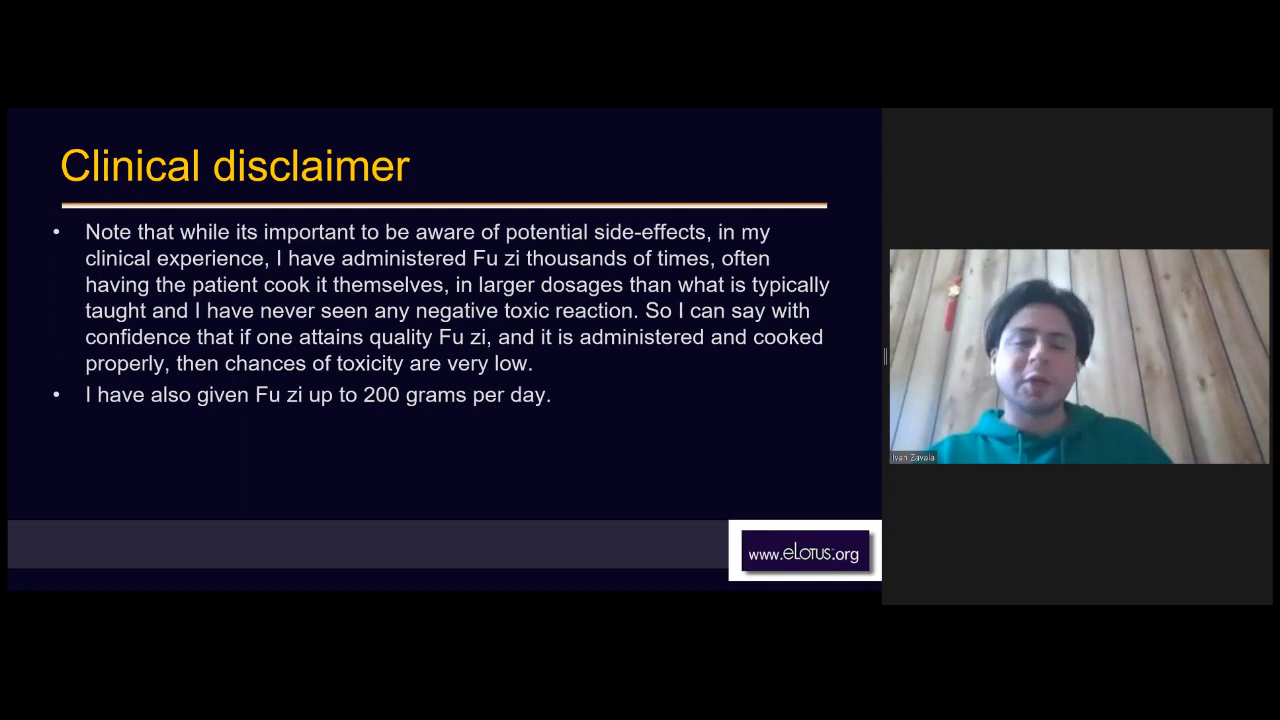 Clinical disclaimer
• Note that while its important to be aware of potential side-effects, in my
clinical experience, I have administered Fu zi thousands of times, often
having the patient cook it themselves, in larger dosages than what is typically
taught and I have never seen any negative toxic reaction. So I can say with
confidence that if one attains quality Fu zi, and it is administered and cooked
properly, then chances of toxicity are very low.
• I have also given Fu zi up to 200 grams per day.
www.eLotus.org
Ivan Zavala